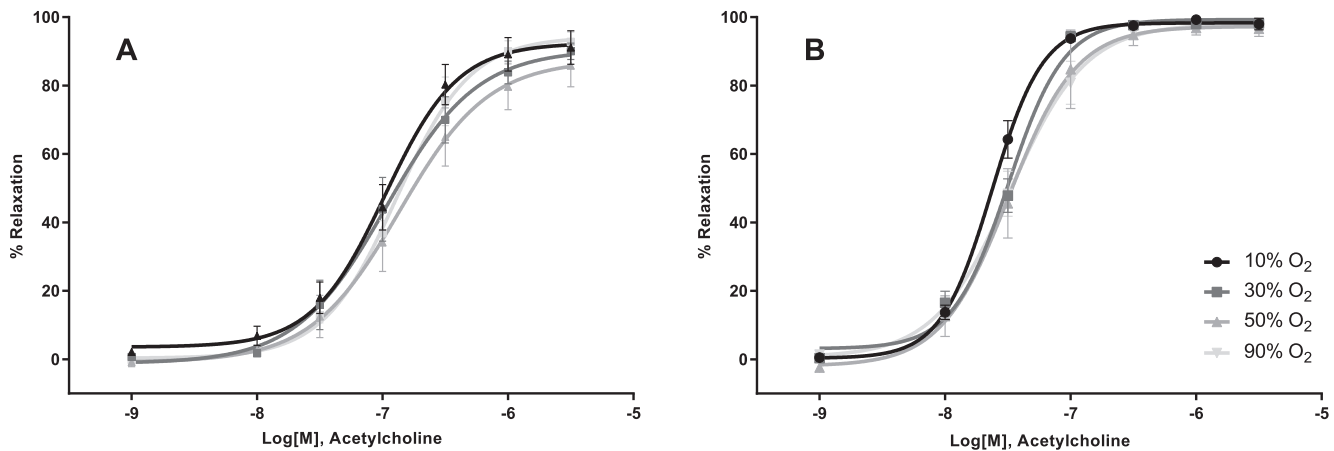 A
100
80
60
40
20
0
% Relaxation
-9 -8 -7 -6 -5
Log[M], Acetylcholine
B
100
80
60
40
20
0
% Relaxation
-9 -8 -7 -6 -5
Log[M], Acetylcholine
10% O2
30% O2
50% O2
90% O2